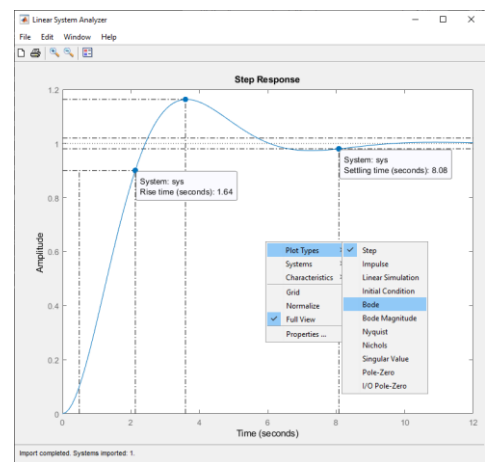 Linear System Analyzer
File Edit Window Help
Step Response
1.2
1
0.8
0.6
0.4
0.2
0
Amplitude
System: sys
Rise time (seconds): 1.64
System: sys
Settling time (seconds): 8.08
Plot Types
Systems
Characteristics
Grid
Normalize
Full View
Properties ...
Step
Impulse
Linear Simulation
Initial Condition
Bode
Bode Magnitude
Nyquist
Nichols
Singular Value
Pole-Zero
I/O Pole-Zero
0 2 4 6 8 10 12
Time (seconds)
Import completed. Systems imported: 1.